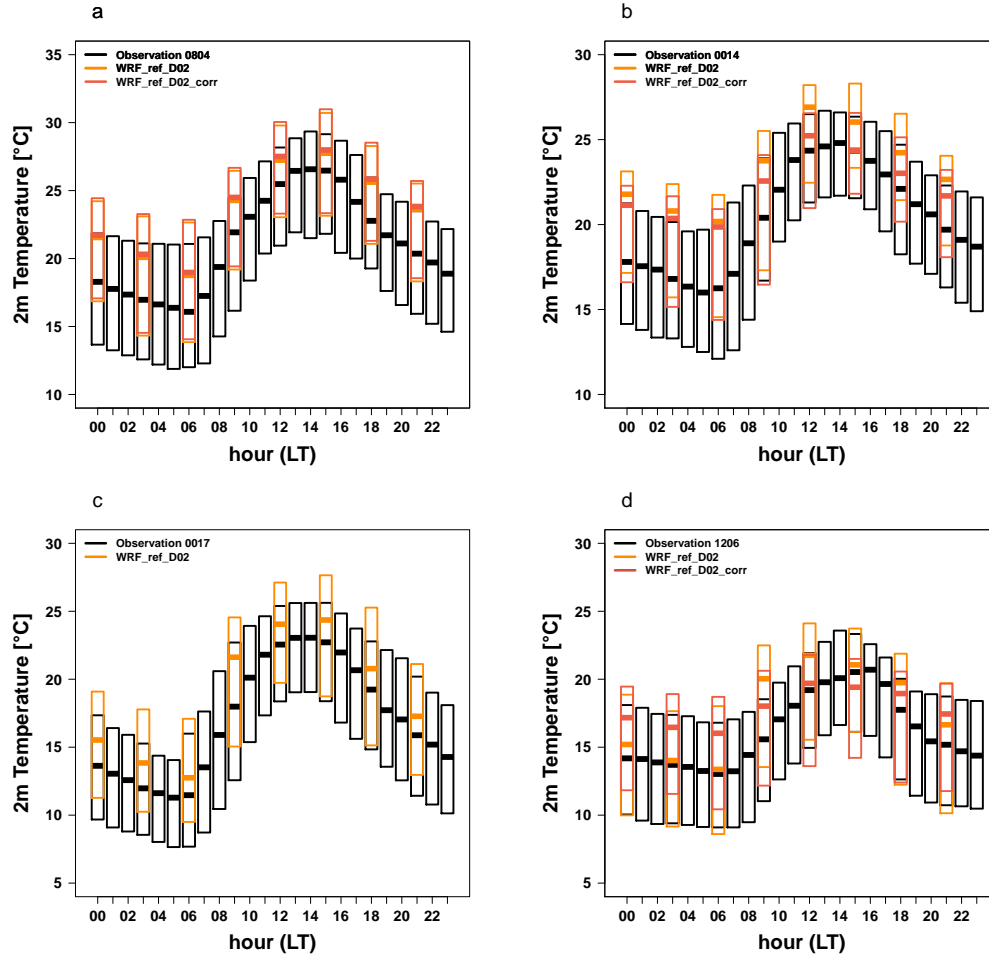 a
2m Temperature [°C]
35
30
25
20
15
10
Observation 0804
WRF_ref_D02
WRF_ref_D02_corr
00 02 04 06 08 10 12 14 16 18 20 22
hour (LT)
b
2m Temperature [°C]
30
25
20
15
10
Observation 0014
WRF_ref_D02
WRF_ref_D02_corr
00 02 04 06 08 10 12 14 16 18 20 22
hour (LT)
c
2m Temperature [°C]
30
25
20
15
10
5
Observation 0017
WRF_ref_D02
00 02 04 06 08 10 12 14 16 18 20 22
hour (LT)
d
2m Temperature [°C]
30
25
20
15
10
5
Observation 1206
WRF_ref_D02
WRF_ref_D02_corr
00 02 04 06 08 10 12 14 16 18 20 22
hour (LT)